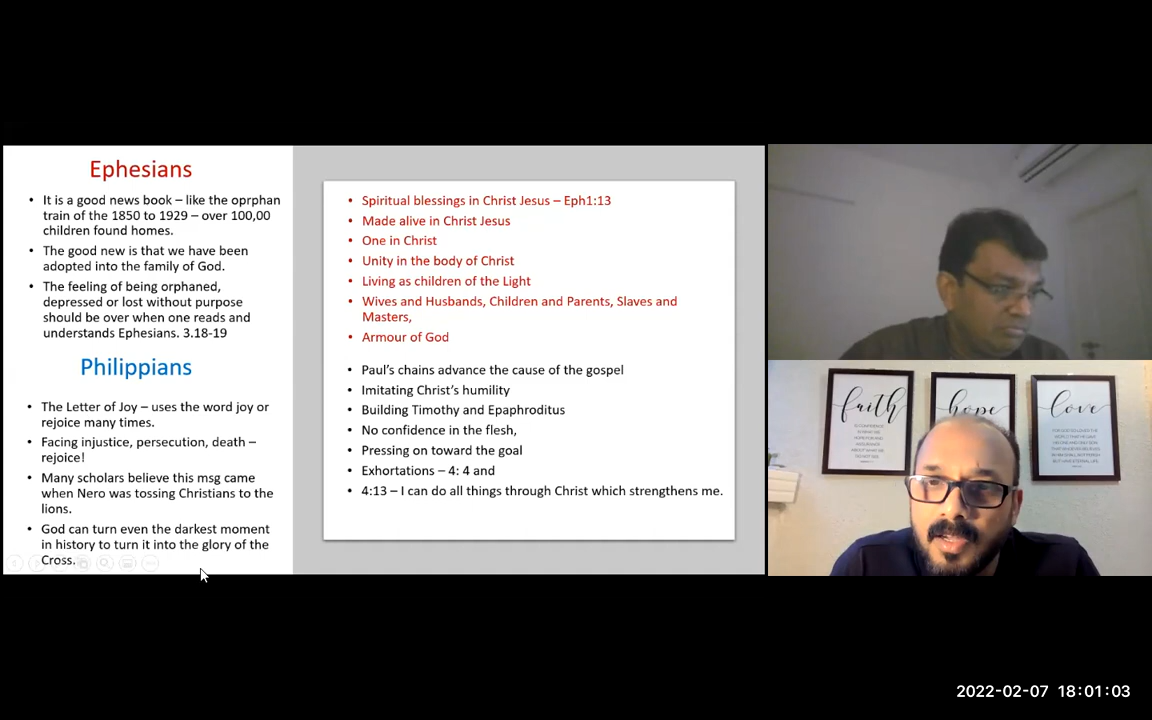 Ephesians
• It is a good news book – like the oprphan
train of the 1850 to 1929 – over 100,00
children found homes.
• The good new is that we have been
adopted into the family of God.
• The feeling of being orphaned,
depressed or lost without purpose
should be over when one reads and
understands Ephesians. 3.18-19
Philippians
• The Letter of Joy – uses the word joy or
rejoice many times.
• Facing injustice, persecution, death –
rejoice!
• Many scholars believe this msg came
when Nero was tossing Christians to the
lions.
• God can turn even the darkest moment
in history to turn it into the glory of the
Cross.
• Spiritual blessings in Christ Jesus – Eph1:13
• Made alive in Christ Jesus
• One in Christ
• Unity in the body of Christ
• Living as children of the Light
• Wives and Husbands, Children and Parents, Slaves and
Masters,
• Armour of God
• Paul's chains advance the cause of the gospel
• Imitating Christ's humility
• Building Timothy and Epaphroditus
• No confidence in the flesh,
• Pressing on toward the goal
• Exhortations – 4: 4 and
• 4:13 – I can do all things through Christ which strengthens me.
faith
hope
love
2022-02-07 18:01:03